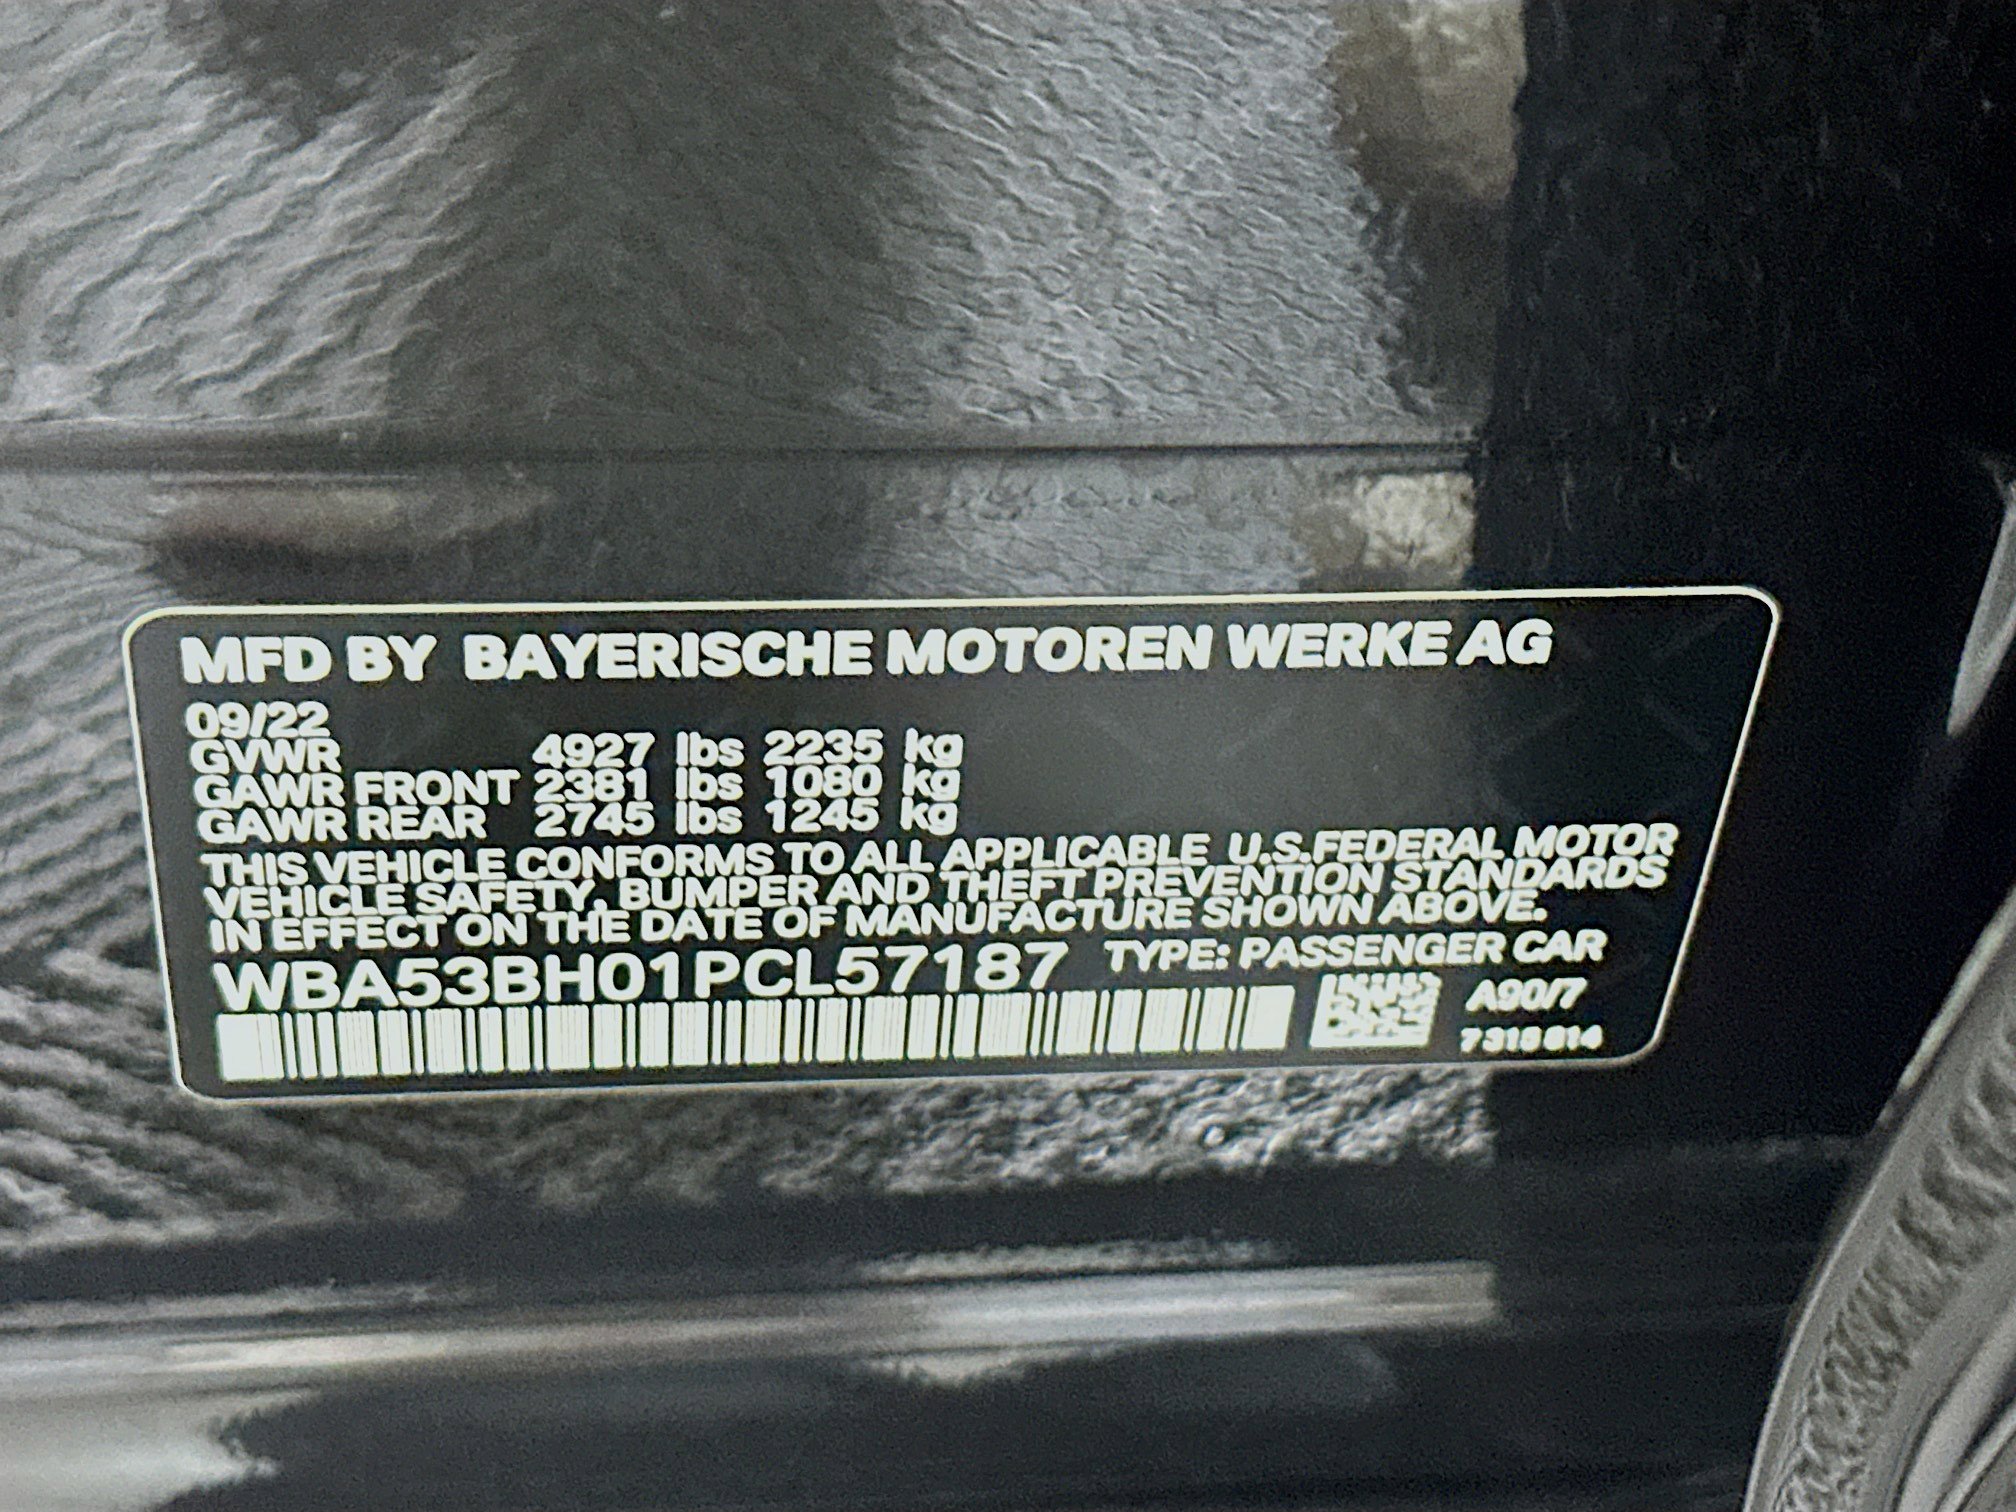 MFD BY BAYERISCHE MOTOREN WERKE AG
09/22
GVWR 4927 lbs 2235 kg
GAWR FRONT 2381 lbs 1080 kg
GAWR REAR 2745 lbs 1245 kg
THIS VEHICLE CONFORMS TO ALL APPLICABLE U.S.FEDERAL MOTOR
VEHICLE SAFETY, BUMPER AND THEFT PREVENTION STANDARDS
IN EFFECT ON THE DATE OF MANUFACTURE SHOWN ABOVE.
WBA53BH01PCL57187 TYPE: PASSENGER CAR
A90/7